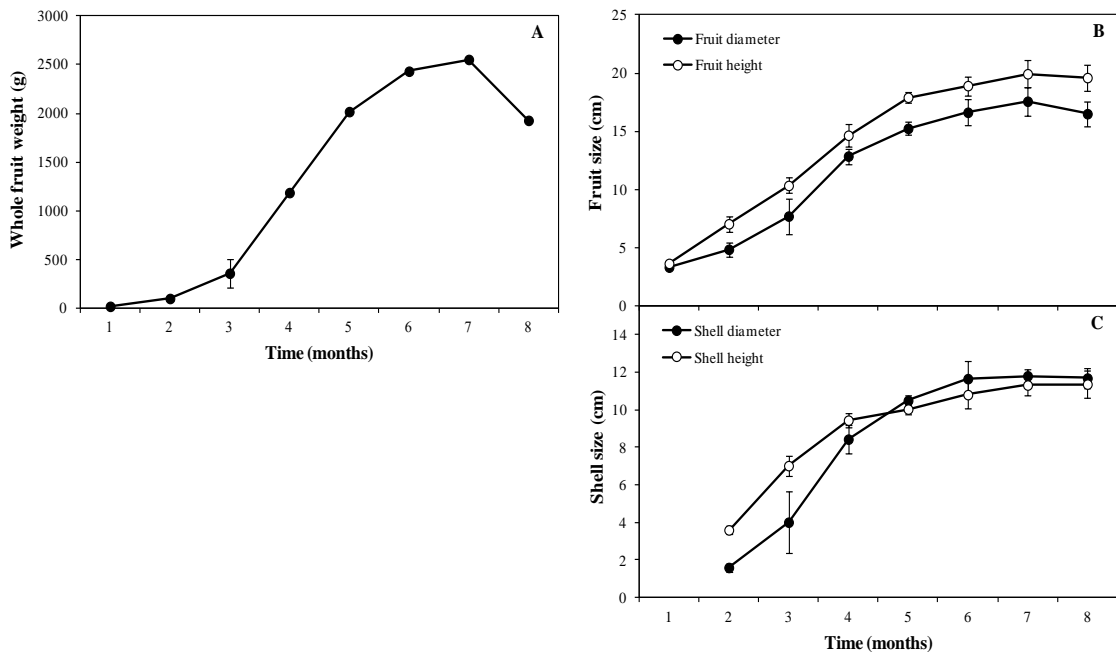 A
Whole fruit weight (g)
3000
2500
2000
1500
1000
500
0
1 2 3 4 5 6 7 8
Time (months)
B
Fruit diameter
Fruit height
Fruit size (cm)
25
20
15
10
5
0
C
Shell diameter
Shell height
Shell size (cm)
14
12
10
8
6
4
2
0
1 2 3 4 5 6 7 8
Time (months)